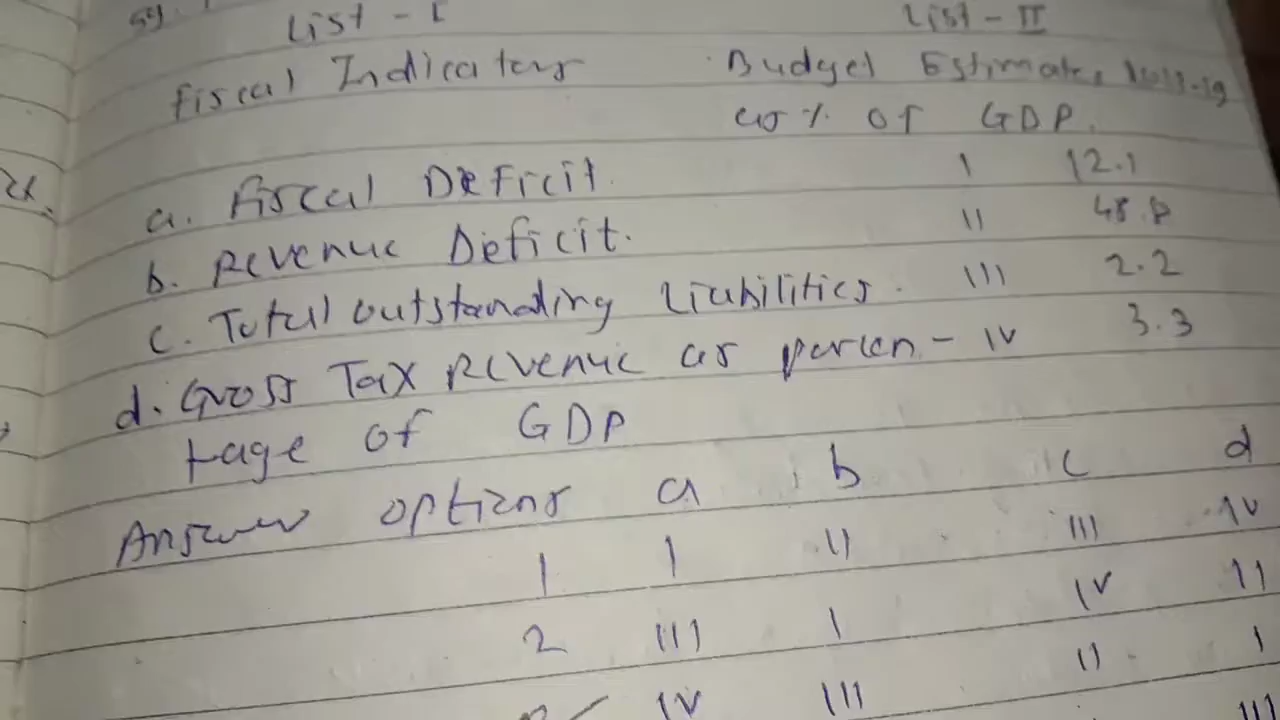 59.
List - I List - II
Fiscal Indicators Budget Estimates 2018-19
as % of GDP.
a. Fiscal Deficit. I 12.1
b. Revenue Deficit. II 48.8
c. Total outstanding Liabilities. III 2.2
d. Gross Tax Revenue as percen- IV 3.3
tage of GDP
Answer options a b c d
1 I II III IV
2 III I IV II
IV III II I
III